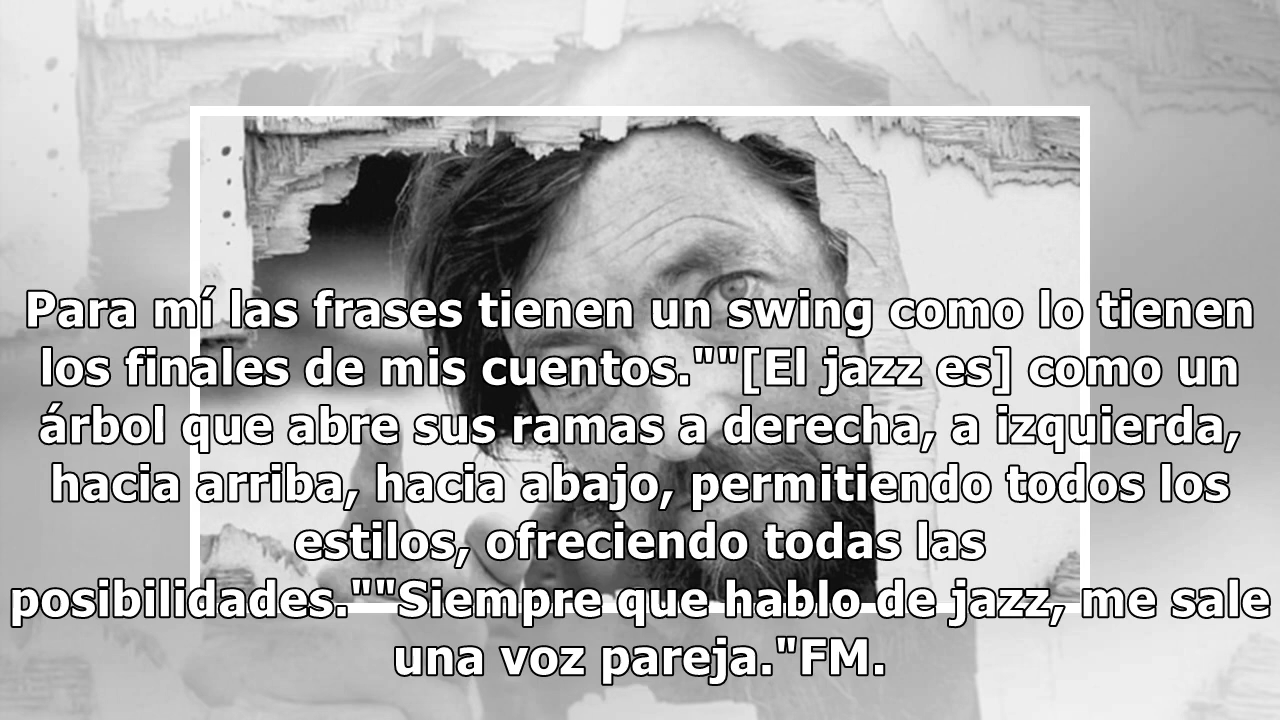 Para mí las frases tienen un swing como lo tienen
los finales de mis cuentos.""[El jazz es] como un
árbol que abre sus ramas a derecha, a izquierda,
hacia arriba, hacia abajo, permitiendo todos los
estilos, ofreciendo todas las
posibilidades.""Siempre que hablo de jazz, me sale
una voz pareja."FM.